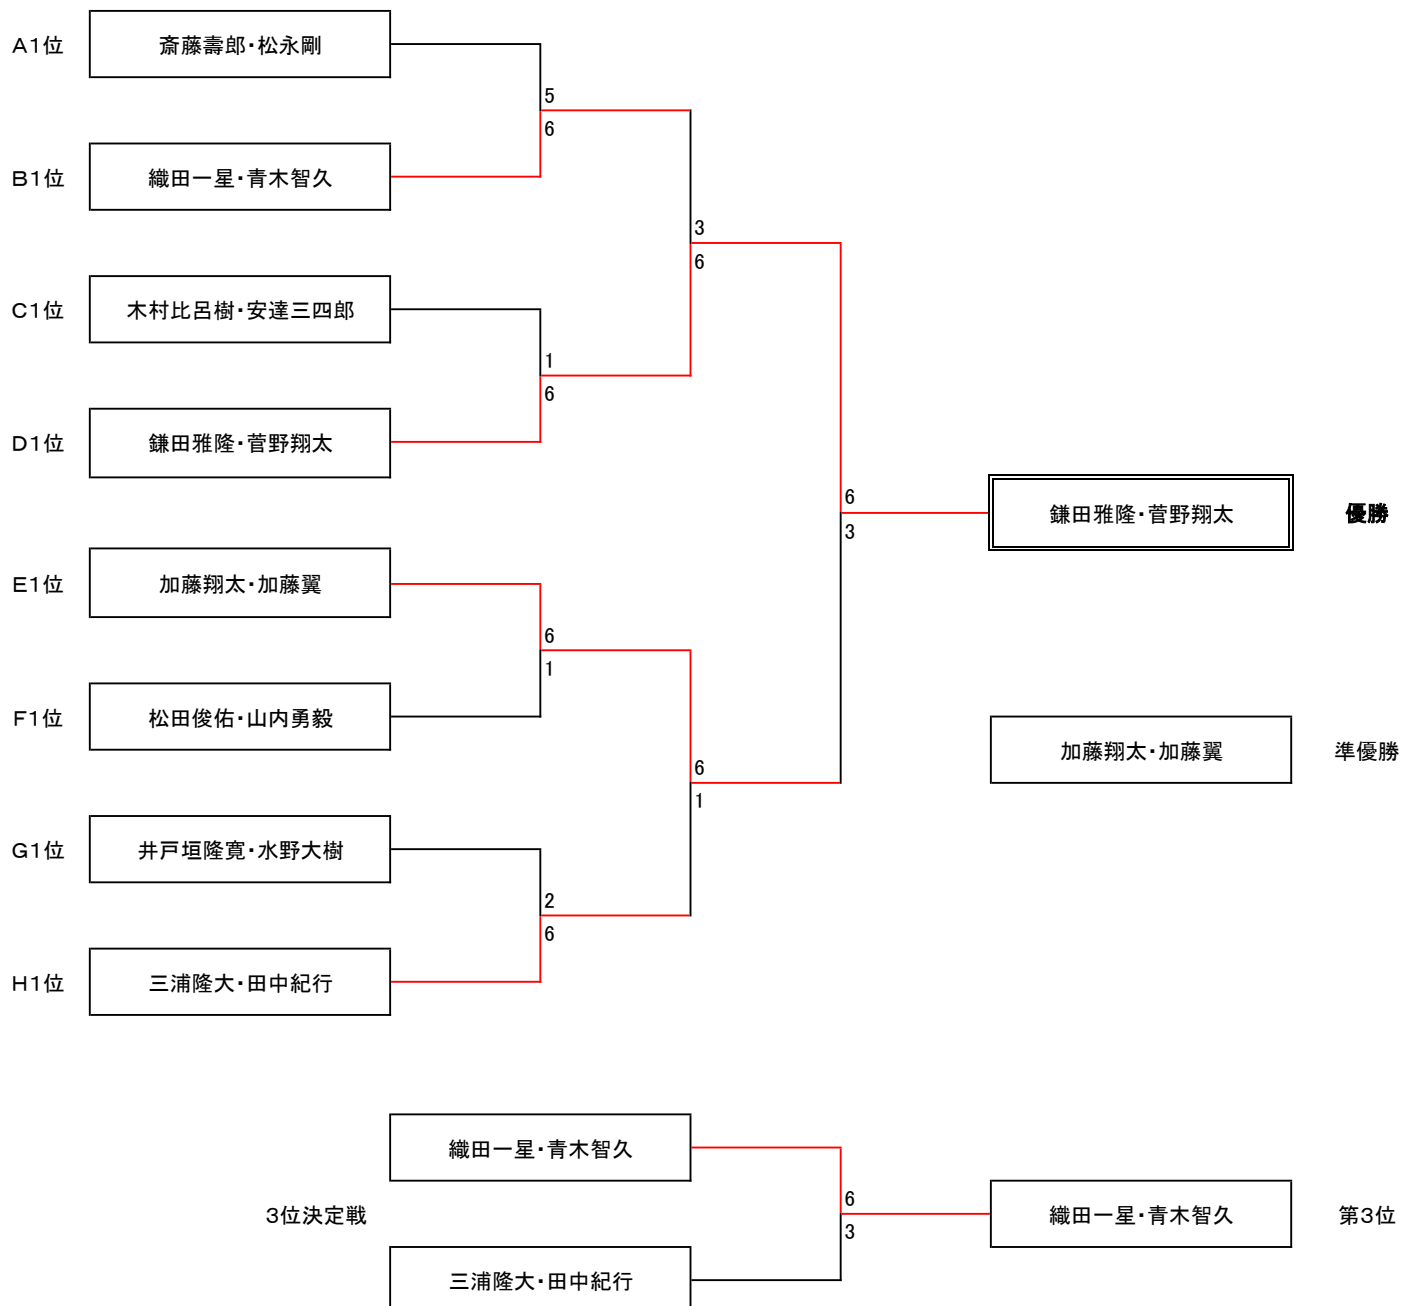 A1位 斎藤壽郎・松永剛
5
6
B1位 織田一星・青木智久
3
6
C1位 木村比呂樹・安達三四郎
1
6
D1位 鎌田雅隆・菅野翔太
6
3
鎌田雅隆・菅野翔太 優勝
E1位 加藤翔太・加藤翼
6
1
F1位 松田俊佑・山内勇毅
加藤翔太・加藤翼 準優勝
6
1
G1位 井戸垣隆寛・水野大樹
2
6
H1位 三浦隆大・田中紀行
織田一星・青木智久
3位決定戦
6
3
織田一星・青木智久 第3位
三浦隆大・田中紀行